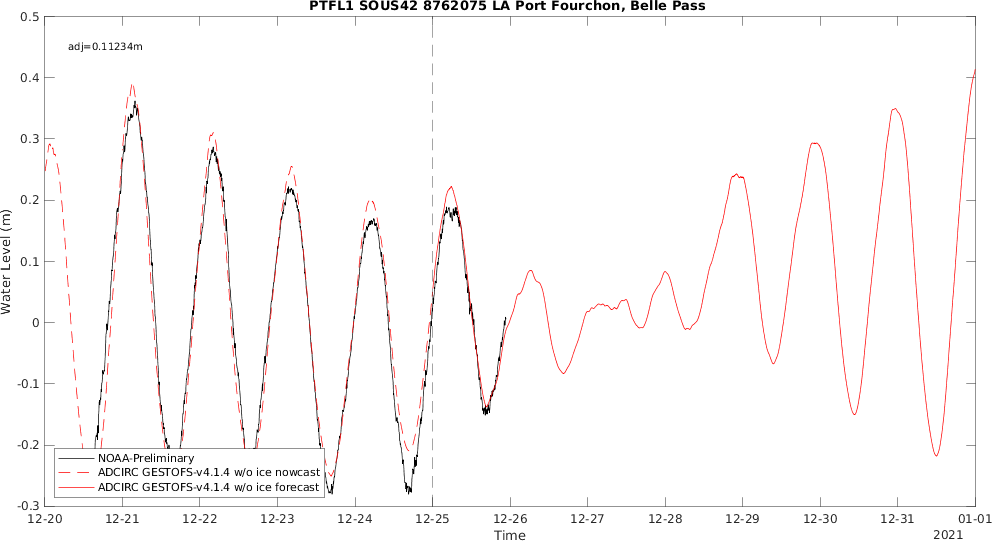 PTFL1 SOUS42 8762075 LA Port Fourchon, Belle Pass
adj=0.11234m
Water Level (m)
0.5
0.4
0.3
0.2
0.1
0
-0.1
-0.2
-0.3
NOAA-Preliminary
ADCIRC GESTOFS-v4.1.4 w/o ice nowcast
ADCIRC GESTOFS-v4.1.4 w/o ice forecast
12-20 12-21 12-22 12-23 12-24 12-25 12-26 12-27 12-28 12-29 12-30 12-31 01-01
Time
2021